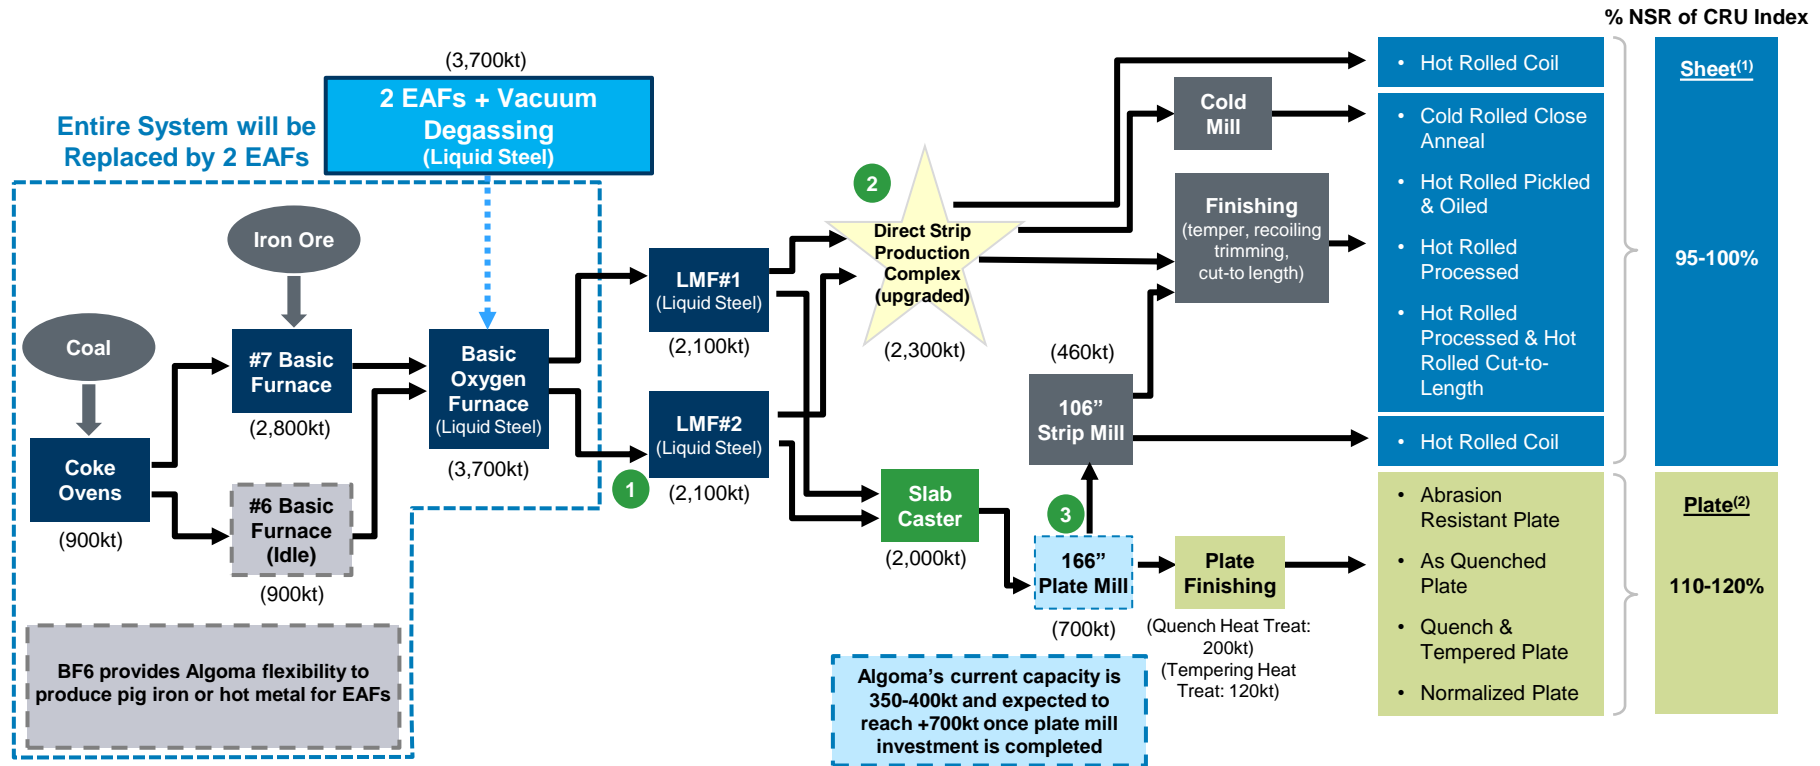 % NSR of CRU Index
(3,700kt)
2 EAFs + Vacuum
Degassing
(Liquid Steel)
Entire System will be
Replaced by 2 EAFs
Iron Ore
Coal
#7 Basic
Furnace
(2,800kt)
Coke
Ovens
(900kt)
#6 Basic
Furnace
(Idle)
(900kt)
BF6 provides Algoma flexibility to
produce pig iron or hot metal for EAFs
Basic
Oxygen
Furnace
(Liquid Steel)
(3,700kt)
1
LMF#1
(Liquid Steel)
(2,100kt)
LMF#2
(Liquid Steel)
(2,100kt)
2
Direct Strip
Production
Complex
(upgraded)
(2,300kt)
Slab
Caster
(2,000kt)
Cold
Mill
Finishing
(temper, recoiling
trimming,
cut-to length)
(460kt)
106”
Strip Mill
3
166”
Plate Mill
(700kt)
Plate
Finishing
(Quench Heat Treat:
200kt)
(Tempering Heat
Treat: 120kt)
Algoma’s current capacity is
350-400kt and expected to
reach +700kt once plate mill
investment is completed
• Hot Rolled Coil
• Cold Rolled Close
Anneal
• Hot Rolled Pickled
& Oiled
• Hot Rolled
Processed
• Hot Rolled
Processed & Hot
Rolled Cut-to-
Length
• Hot Rolled Coil
• Abrasion
Resistant Plate
• As Quenched
Plate
• Quench &
Tempered Plate
• Normalized Plate
Sheet(1)
95-100%
Plate(2)
110-120%